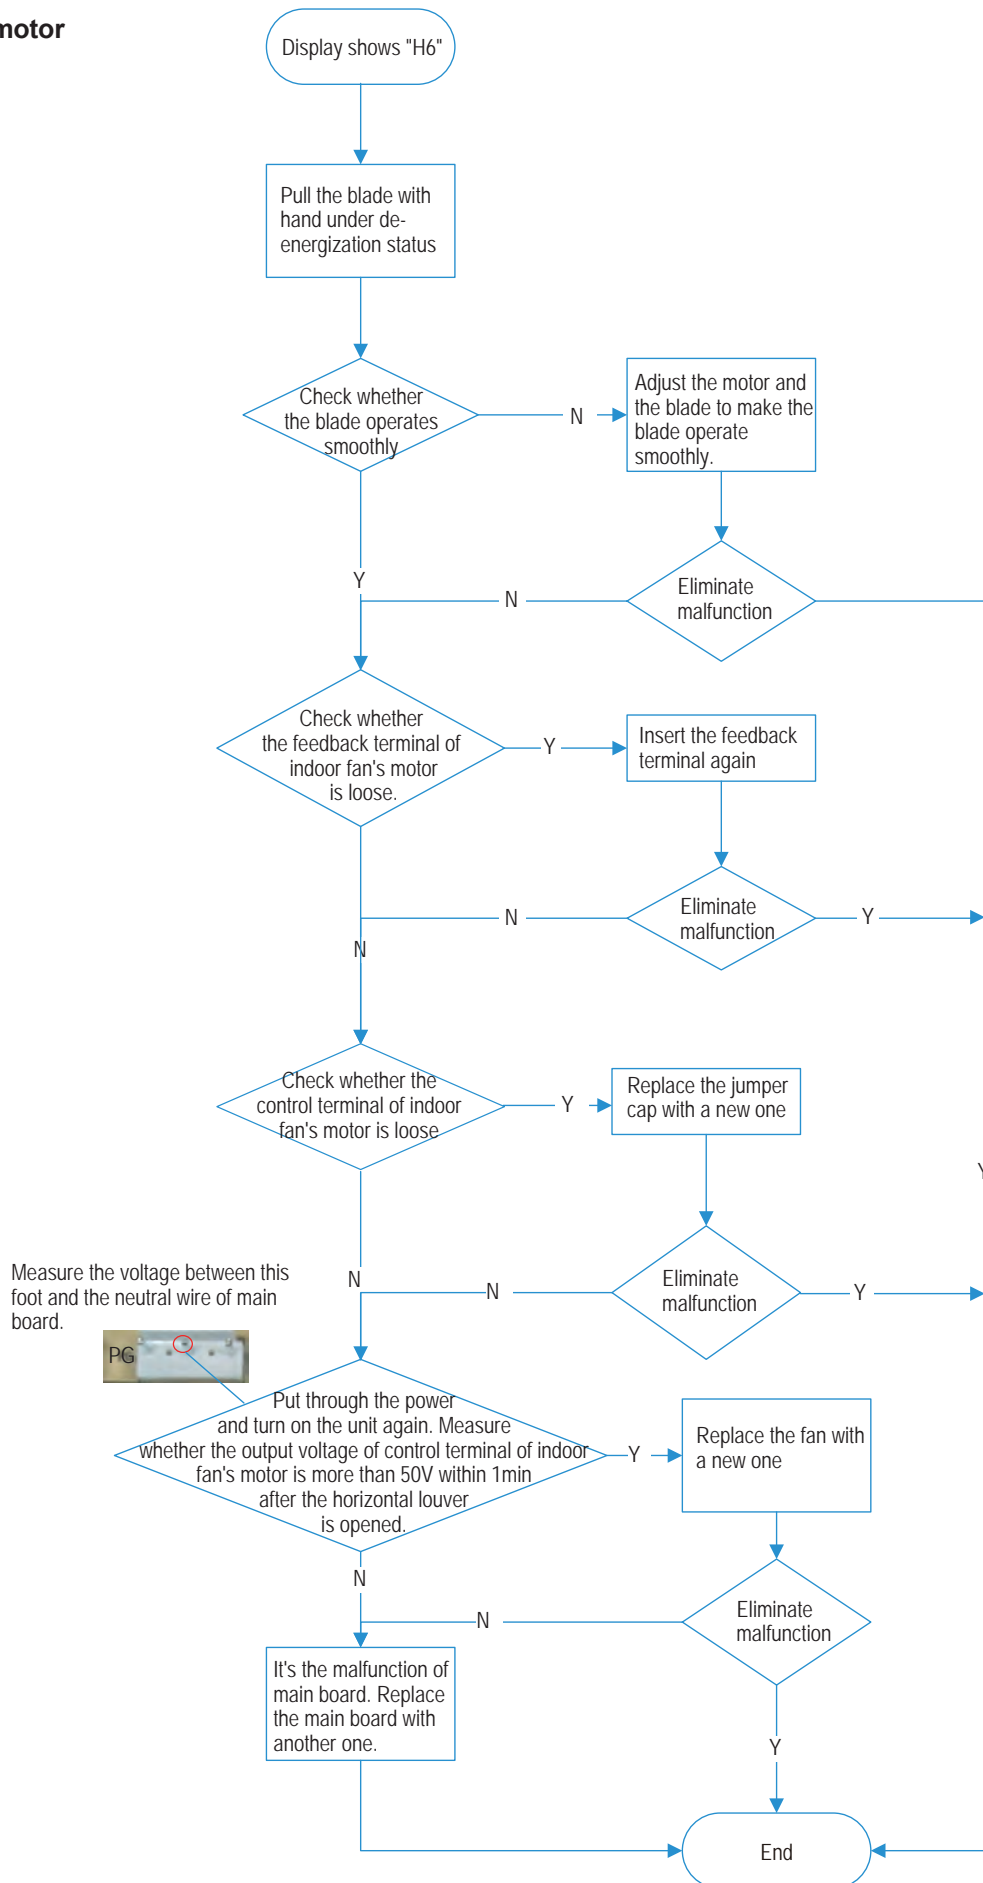 motor
Display shows "H6"
Pull the blade with
hand under de-
energization status
Check whether
the blade operates
smoothly
N
Adjust the motor and
the blade to make the
blade operate
smoothly.
Y
N
Eliminate
malfunction
Check whether
the feedback terminal of
indoor fan's motor
is loose.
Y
Insert the feedback
terminal again
N
Eliminate
malfunction
Y
N
Check whether the
control terminal of indoor
fan's motor is loose
Y
Replace the jumper
cap with a new one
Y
Measure the voltage between this
foot and the neutral wire of main
board.
N
N
Eliminate
malfunction
Y
PG
Put through the power
and turn on the unit again. Measure
whether the output voltage of control terminal of indoor
fan's motor is more than 50V within 1min
after the horizontal louver
is opened.
Y
Replace the fan with
a new one
N
N
Eliminate
malfunction
It's the malfunction of
main board. Replace
the main board with
another one.
Y
End